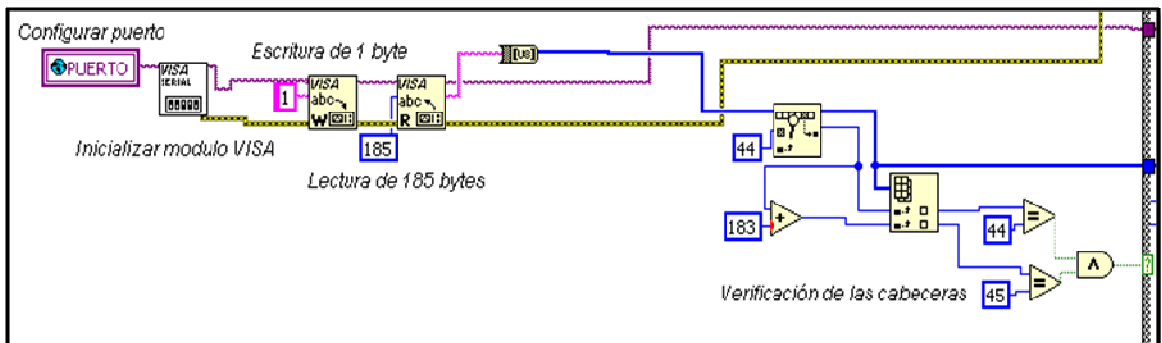 Configurar puerto
PUERTO
VISA
SERIAL
Inicializar modulo VISA
Escritura de 1 byte
1
VISA
abc
W
VISA
abc
R
185
Lectura de 185 bytes
[U8]
44
183
+
=
44
=
45
∧
Verificación de las cabeceras